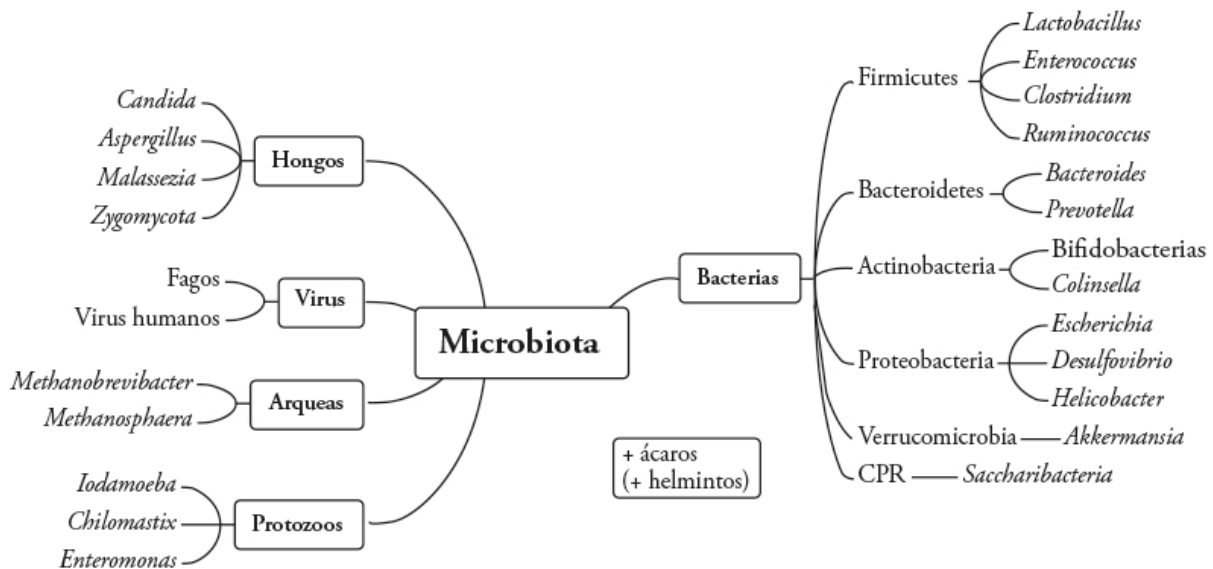 Microbiota
Hongos
Candida
Aspergillus
Malassezia
Zygomycota
Virus
Fagos
Virus humanos
Arqueas
Methanobrevibacter
Methanosphaera
Protozoos
Iodamoeba
Chilomastix
Enteromonas
Bacterias
Firmicutes
Lactobacillus
Enterococcus
Clostridium
Ruminococcus
Bacteroidetes
Bacteroides
Prevotella
Actinobacteria
Bifidobacterias
Colinsella
Proteobacteria
Escherichia
Desulfovibrio
Helicobacter
Verrucomicrobia
Akkermansia
CPR
Saccharibacteria
+ ácaros
(+ helmintos)